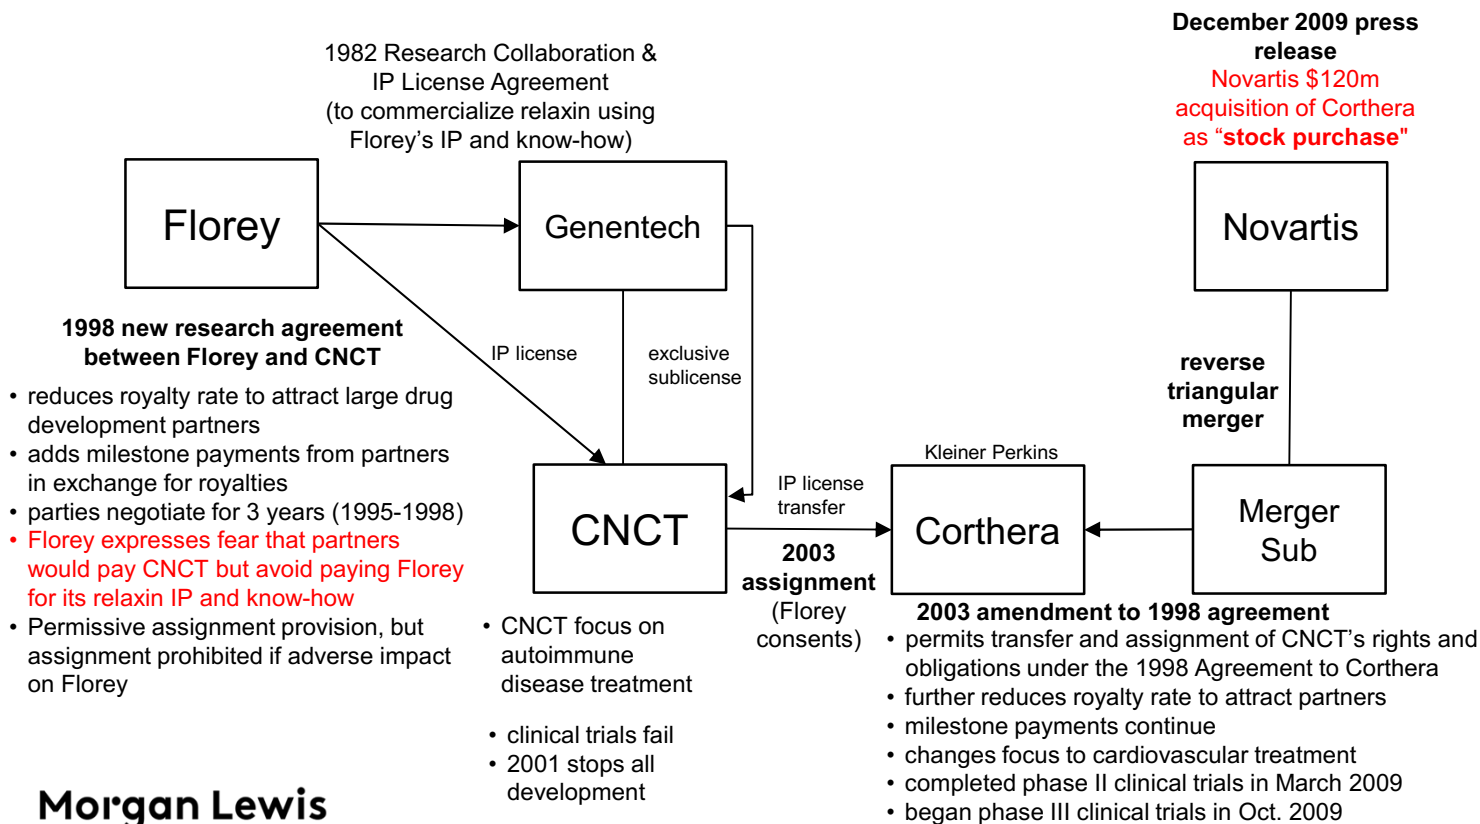 December 2009 press
release
Novartis $120m
acquisition of Corthera
as “stock purchase"
1982 Research Collaboration &
IP License Agreement
(to commercialize relaxin using
Florey’s IP and know-how)
Florey
Genentech
Novartis
1998 new research agreement
between Florey and CNCT
• reduces royalty rate to attract large drug
development partners
• adds milestone payments from partners
in exchange for royalties
• parties negotiate for 3 years (1995-1998)
• Florey expresses fear that partners
would pay CNCT but avoid paying Florey
for its relaxin IP and know-how
• Permissive assignment provision, but
assignment prohibited if adverse impact
on Florey
IP license
exclusive
sublicense
reverse
triangular
merger
CNCT
IP license
transfer
2003
assignment
(Florey
consents)
Kleiner Perkins
Corthera
Merger
Sub
• CNCT focus on
autoimmune
disease treatment
• clinical trials fail
• 2001 stops all
development
2003 amendment to 1998 agreement
• permits transfer and assignment of CNCT’s rights and
obligations under the 1998 Agreement to Corthera
• further reduces royalty rate to attract partners
• milestone payments continue
• changes focus to cardiovascular treatment
• completed phase II clinical trials in March 2009
• began phase III clinical trials in Oct. 2009
Morgan Lewis